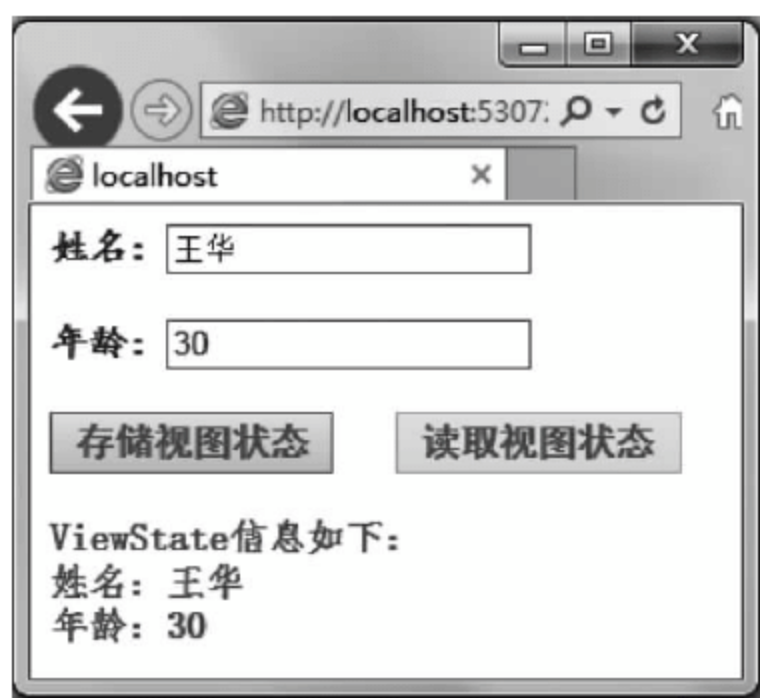 http://localhost:5307
localhost
姓名：王华
年龄：30
存储视图状态 读取视图状态
ViewState信息如下：
姓名：王华
年龄：30